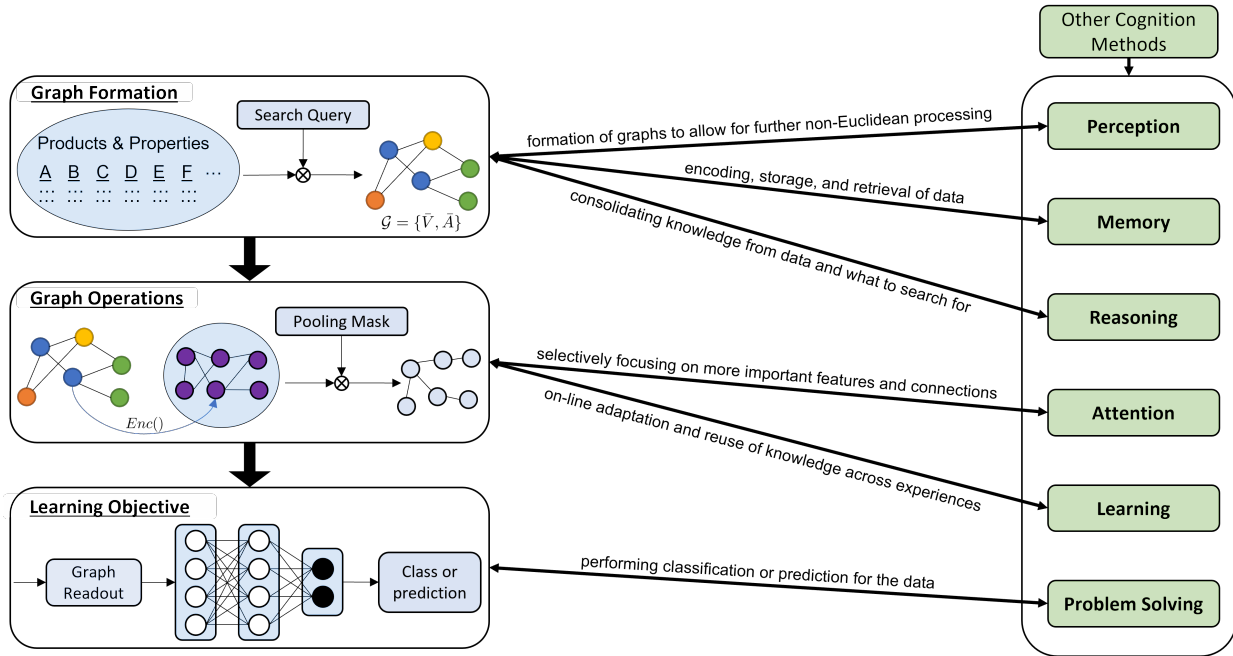 Other Cognition
Methods
Graph Formation
Products & Properties
A B C D E F ...
... ... ... ... ... ...
... ... ... ... ... ...
Search Query
𝒢 = {V̄, Ā}
formation of graphs to allow for further non-Euclidean processing
encoding, storage, and retrieval of data
consolidating knowledge from data and what to search for
Perception
Memory
Reasoning
Graph Operations
Enc()
Pooling Mask
selectively focusing on more important features and connections
on-line adaptation and reuse of knowledge across experiences
Attention
Learning
Learning Objective
Graph
Readout
Class or
prediction
performing classification or prediction for the data
Problem Solving